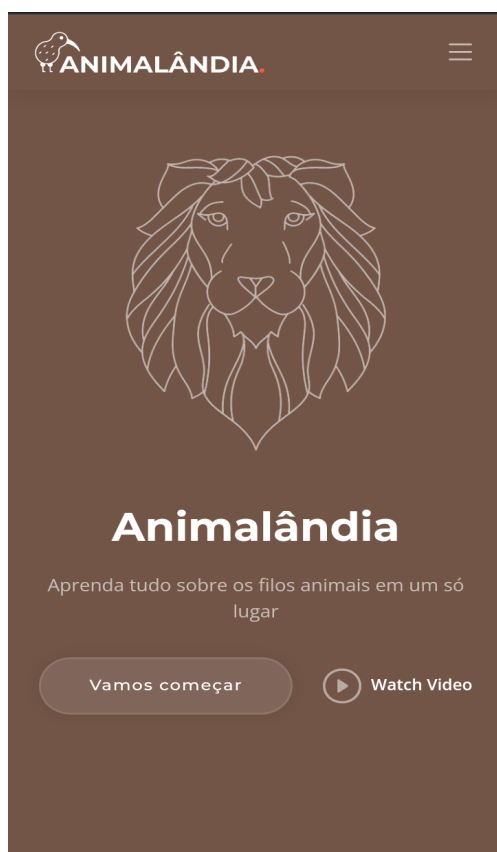 ANIMALÂNDIA.
Animalândia
Aprenda tudo sobre os filos animais em um só
lugar
Vamos começar
Watch Video